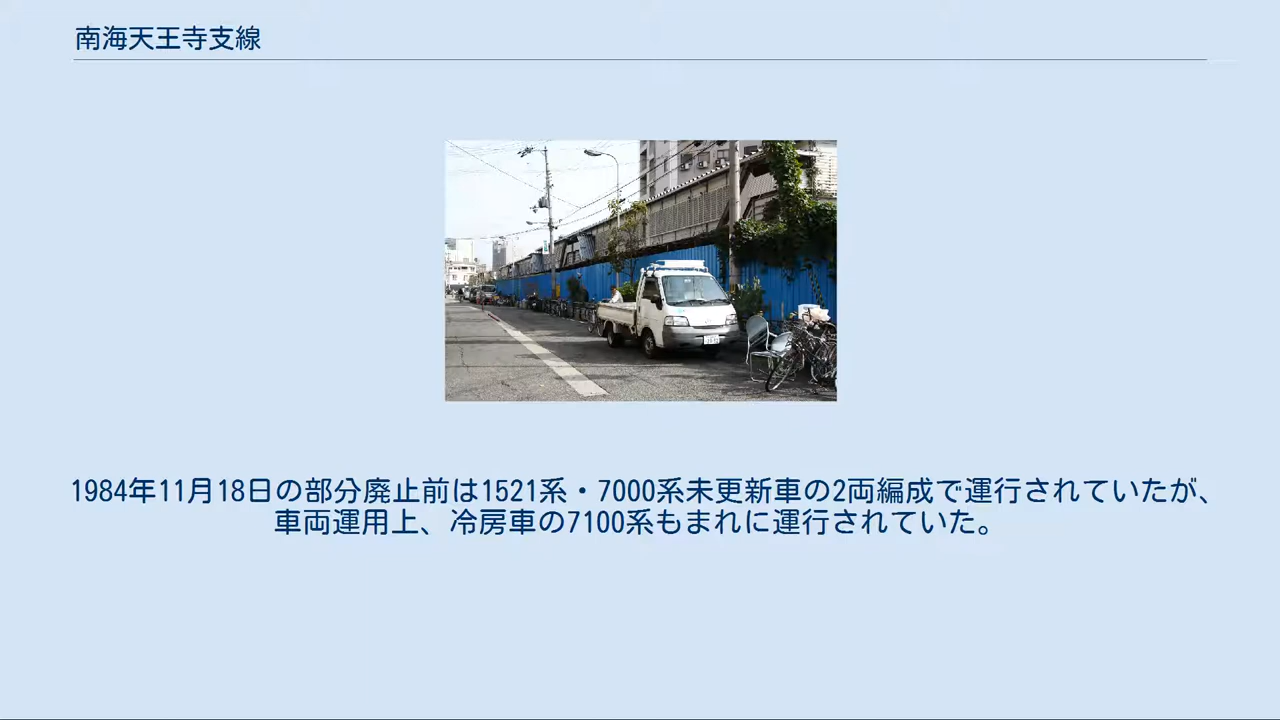 南海天王寺支線
1984年11月18日の部分廃止前は1521系・7000系未更新車の2両編成で運行されていたが、
車両運用上、冷房車の7100系もまれに運行されていた。